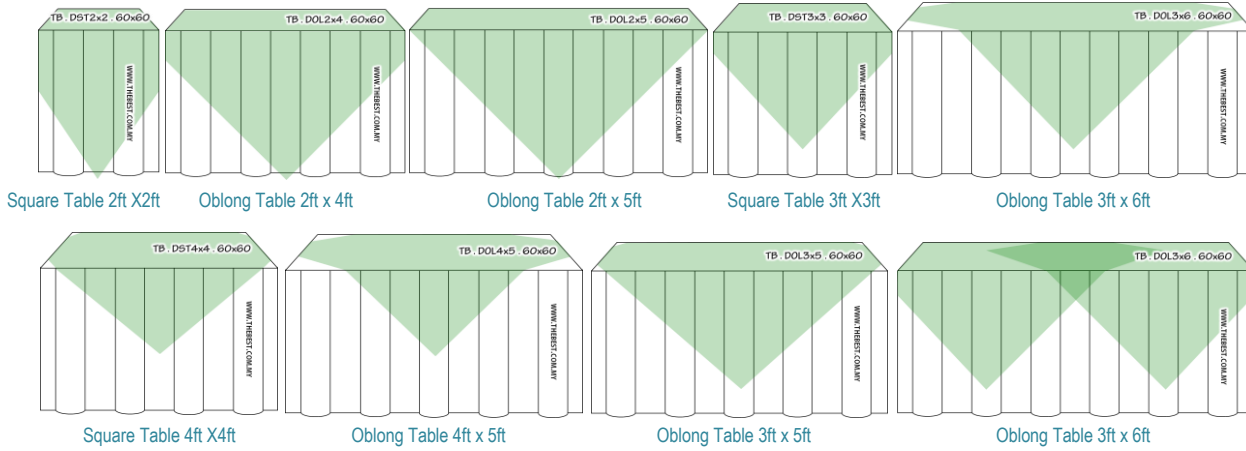 TB . DST2x2 . 60x60
WWW.THEBEST.COM.MY
Square Table 2ft X2ft
TB . DOL2x4 . 60x60
WWW.THEBEST.COM.MY
Oblong Table 2ft x 4ft
TB . DOL2x5 . 60x60
WWW.THEBEST.COM.MY
Oblong Table 2ft x 5ft
TB . DST3x3 . 60x60
WWW.THEBEST.COM.MY
Square Table 3ft X3ft
TB . DOL3x6 . 60x60
WWW.THEBEST.COM.MY
Oblong Table 3ft x 6ft
TB . DST4x4 . 60x60
WWW.THEBEST.COM.MY
Square Table 4ft X4ft
TB . DOL4x5 . 60x60
WWW.THEBEST.COM.MY
Oblong Table 4ft x 5ft
TB . DOL3x5 . 60x60
WWW.THEBEST.COM.MY
Oblong Table 3ft x 5ft
TB . DOL3x6 . 60x60
WWW.THEBEST.COM.MY
Oblong Table 3ft x 6ft